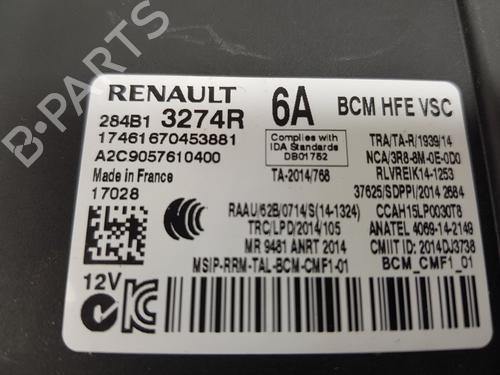 B-PARTS
RENAULT 6A BCM HFE VSC
284B1 3274R
17461670453881
Complies with
IDA Standards
DB01752
TRA/TA-R/1939/14
A2C9057610400
NCA/3R8-8M-0E-0D0
Made in France
TA-2014/768
RLVREIK14-1253
17028
37625/SDPPI/2014 2684
RAAU/62B/0714/S(14-1324) CCAH15LP0030T8
TRC/LPD/2014/105 ANATEL 4069-14-2149
MR 9481 ANRT 2014 CMIIT ID: 2014DJ3738
12V MSIP-RRM-TAL-BCM-CMF1-01 BCM_CMF1_01